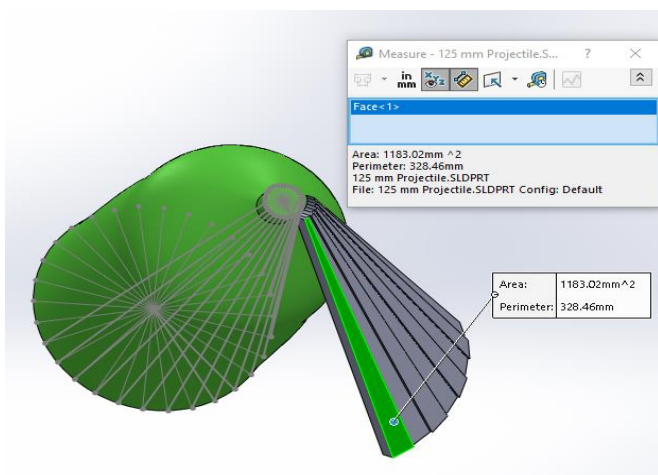 Measure - 125 mm Projectile.S...
in
mm
XYZ
Face<1>
Area: 1183.02mm ^2
Perimeter: 328.46mm
125 mm Projectile.SLDPRT
File: 125 mm Projectile.SLDPRT Config: Default
Area: 1183.02mm^2
Perimeter: 328.46mm